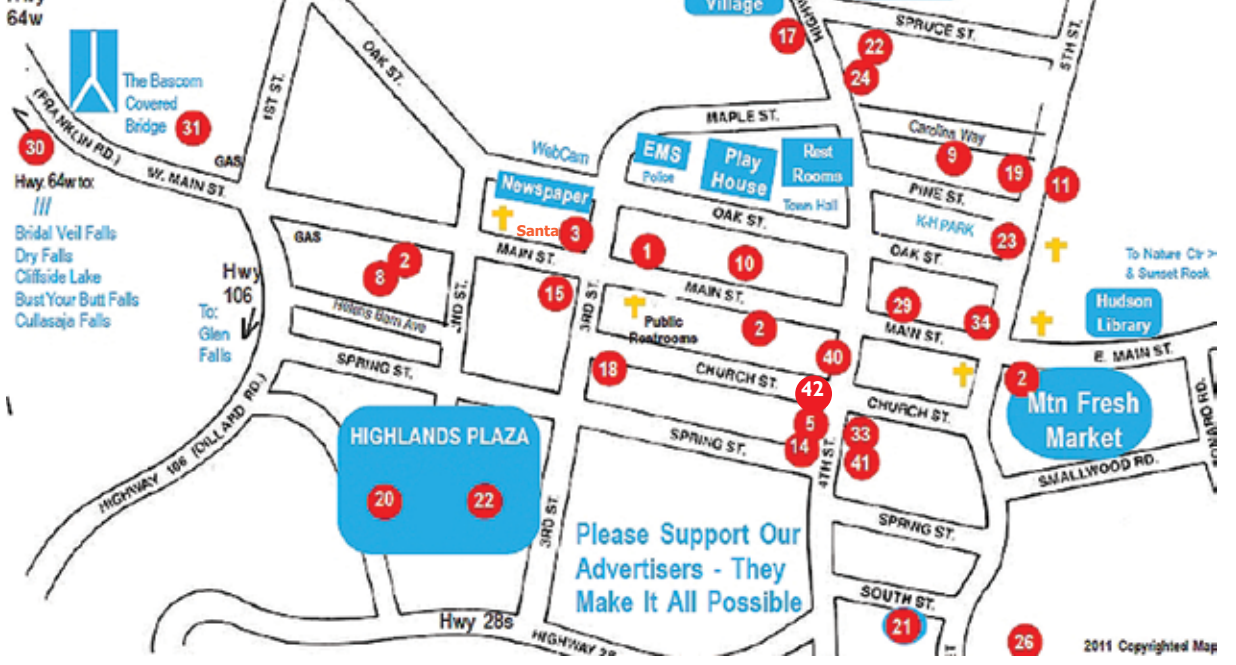 64w
Village
17
SPRUCE ST.
22
24
5TH ST.
OAK ST.
1ST ST.
The Bascom
Covered
Bridge
31
(FRANKLIN RD.)
30
GAS
W. MAIN ST.
MAPLE ST.
Carolina Way
9
19
11
WebCam
EMS
Police
Play
House
Rest
Rooms
Town Hall
PINE ST.
K-H PARK
23
Newspaper
Santa
3
OAK ST.
OAK ST.
Hwy. 64w to:
///
Bridal Veil Falls
Dry Falls
Cliffside Lake
Bust Your Butt Falls
Cullasaja Falls
GAS
2
8
MAIN ST.
1
10
To Nature Ctr >
& Sunset Rock
Hwy
106
To:
Glen
Falls
Helen's Barn Ave
2ND ST.
15
3RD ST.
MAIN ST.
Public
Restrooms
2
29
34
MAIN ST.
Hudson
Library
E. MAIN ST.
SPRING ST.
18
CHURCH ST.
40
42
CHURCH ST.
2
Mtn Fresh
Market
HIGHLANDS PLAZA
20
22
SPRING ST.
5
14
33
41
4TH ST.
SMALLWOOD RD.
HIGHWAY 106 (DILLARD RD.)
3RD ST.
Please Support Our
Advertisers - They
Make It All Possible
SPRING ST.
SOUTH ST.
21
26
Hwy 28s
HIGHWAY 28
2011 Copyrighted Map